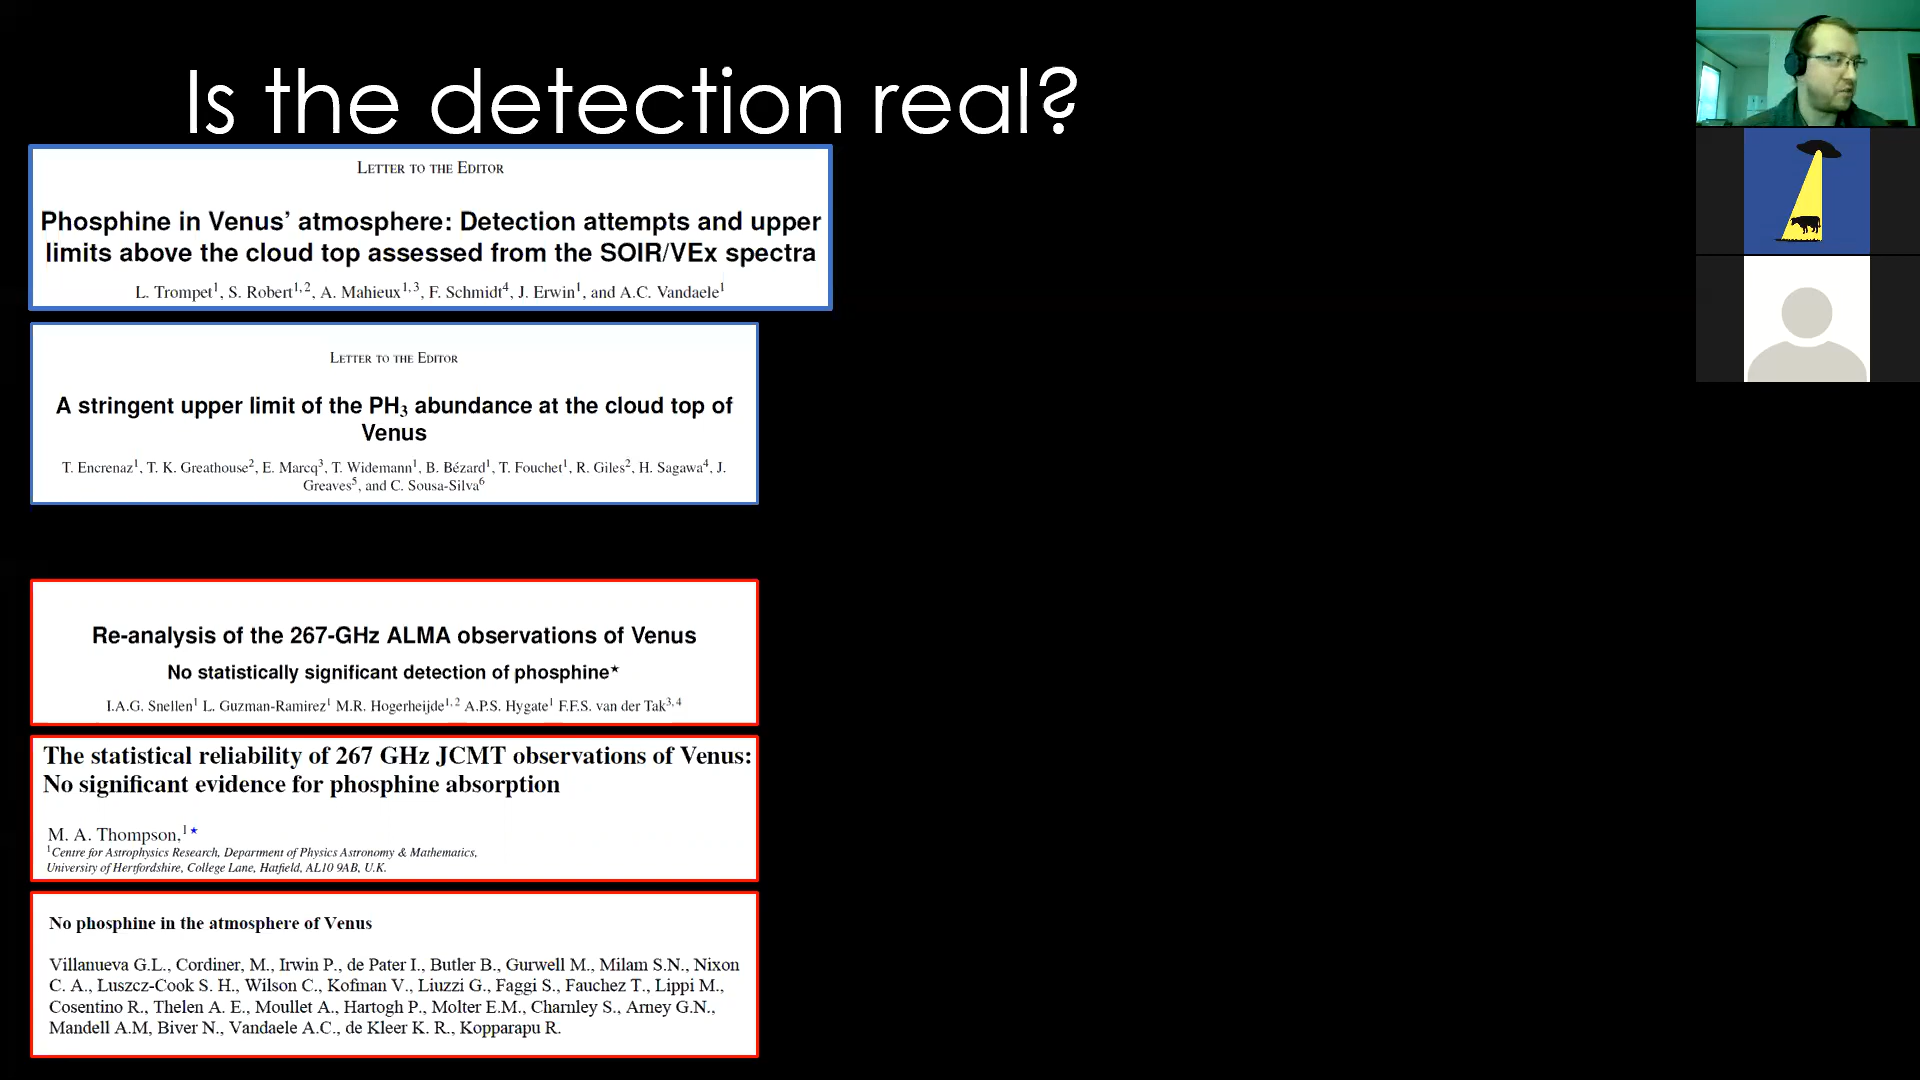 Is the detection real?
LETTER TO THE EDITOR
Phosphine in Venus’ atmosphere: Detection attempts and upper
limits above the cloud top assessed from the SOIR/VEx spectra
L. Trompet1, S. Robert1,2, A. Mahieux1,3, F. Schmidt4, J. Erwin1, and A.C. Vandaele1
LETTER TO THE EDITOR
A stringent upper limit of the PH3 abundance at the cloud top of
Venus
T. Encrenaz1, T. K. Greathouse2, E. Marcq3, T. Widemann1, B. Bézard1, T. Fouchet1, R. Giles2, H. Sagawa4, J.
Greaves5, and C. Sousa-Silva6
Re-analysis of the 267-GHz ALMA observations of Venus
No statistically significant detection of phosphine★
I.A.G. Snellen1 L. Guzman-Ramirez1 M.R. Hogerheijde1,2 A.P.S. Hygate1 F.F.S. van der Tak3,4
The statistical reliability of 267 GHz JCMT observations of Venus:
No significant evidence for phosphine absorption
M. A. Thompson,1★
1Centre for Astrophysics Research, Department of Physics Astronomy & Mathematics,
University of Hertfordshire, College Lane, Hatfield, AL10 9AB, U.K.
No phosphine in the atmosphere of Venus
Villanueva G.L., Cordiner, M., Irwin P., de Pater I., Butler B., Gurwell M., Milam S.N., Nixon
C. A., Luszcz-Cook S. H., Wilson C., Kofman V., Liuzzi G., Faggi S., Fauchez T., Lippi M.,
Cosentino R., Thelen A. E., Moullet A., Hartogh P., Molter E.M., Charnley S., Arney G.N.,
Mandell A.M, Biver N., Vandaele A.C., de Kleer K. R., Kopparapu R.